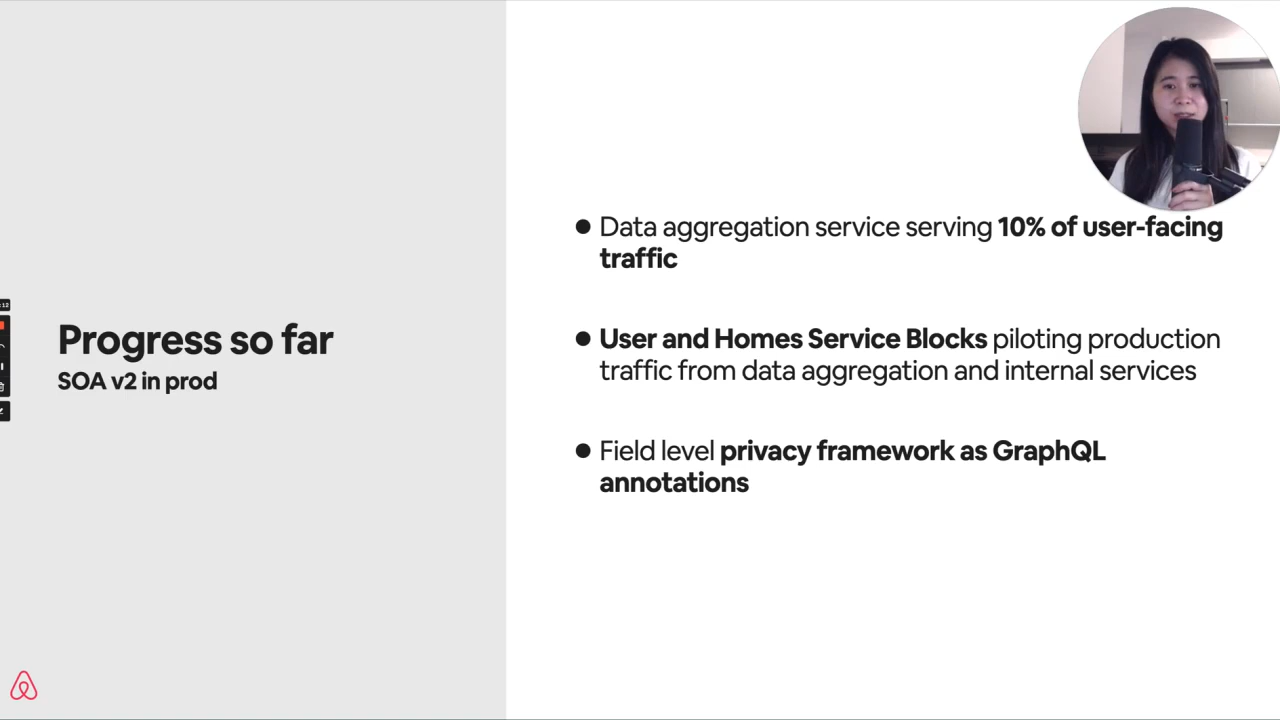 Progress so far
SOA v2 in prod
● Data aggregation service serving 10% of user-facing
traffic
● User and Homes Service Blocks piloting production
traffic from data aggregation and internal services
● Field level privacy framework as GraphQL
annotations